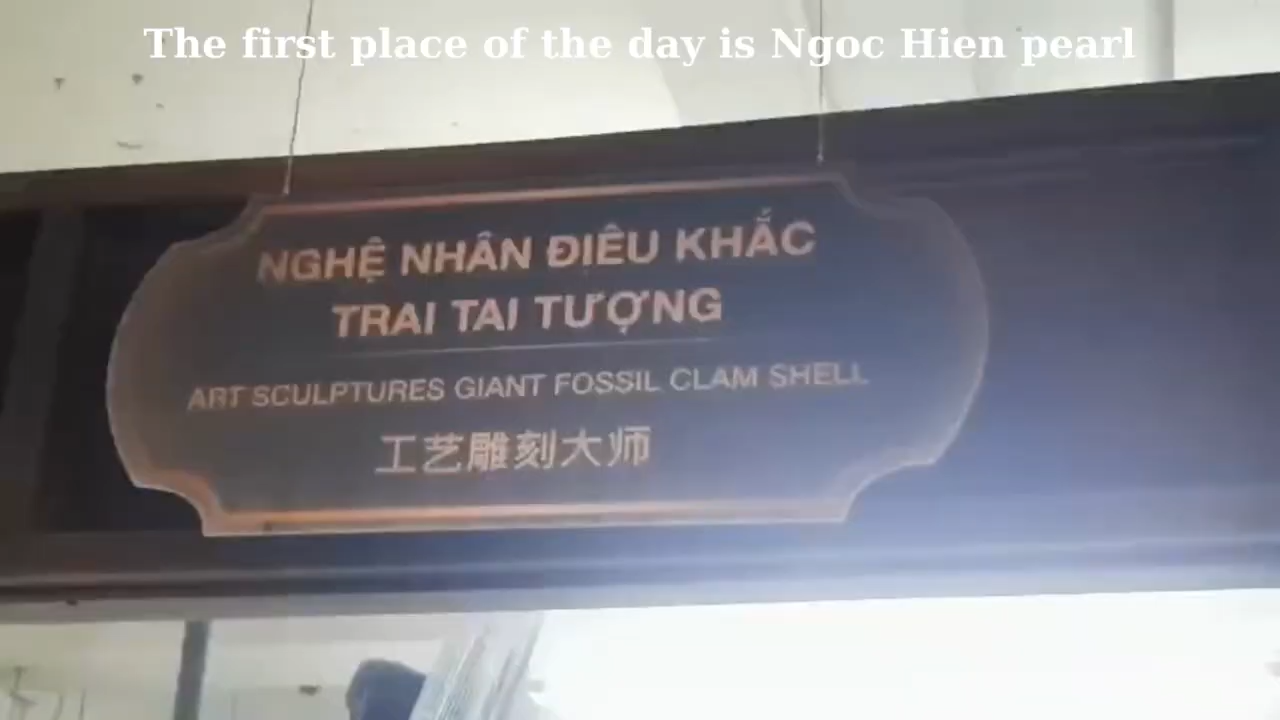 The first place of the day is Ngoc Hien pearl
NGHỆ NHÂN ĐIÊU KHẮC
TRAI TAI TƯỢNG
ART SCULPTURES GIANT FOSSIL CLAM SHELL
工艺雕刻大师